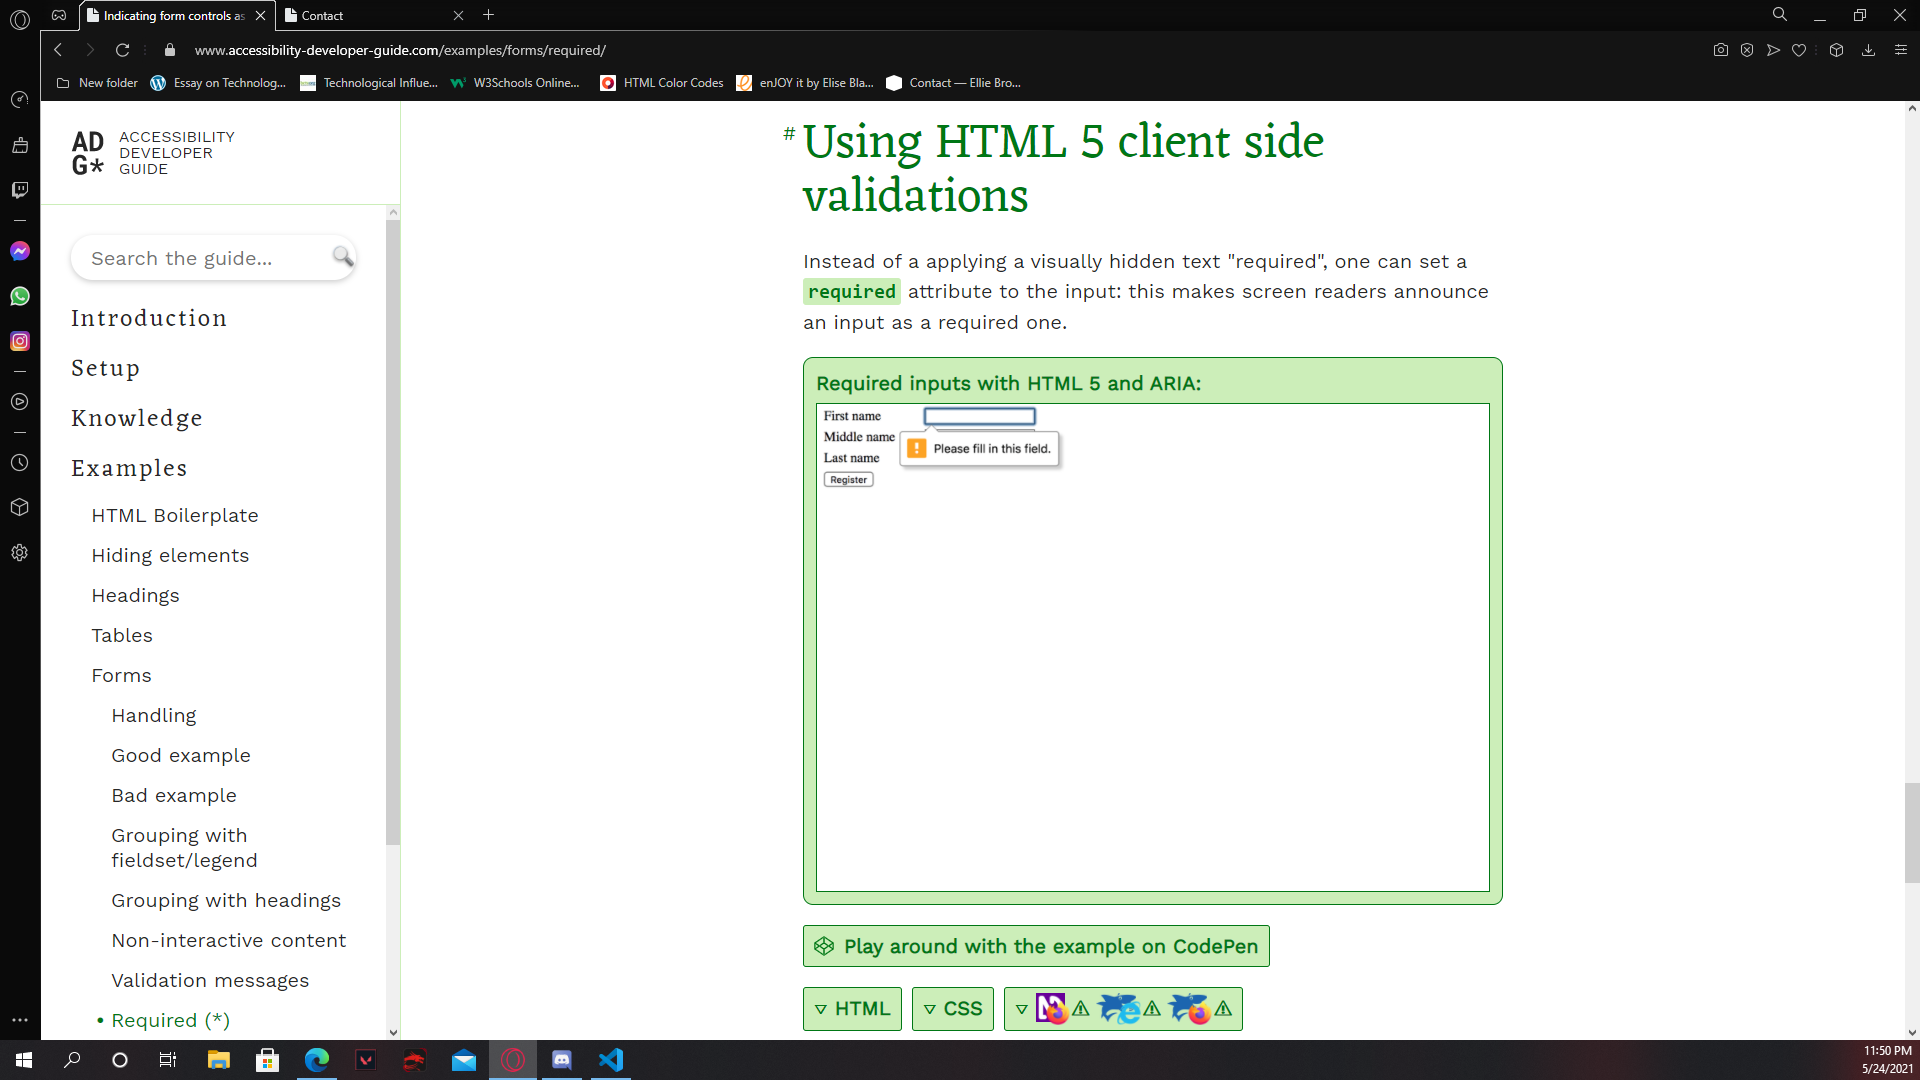 Indicating form controls as
Contact
www.accessibility-developer-guide.com/examples/forms/required/
New folder
Essay on Technolog...
Technological Influe...
W3Schools Online...
HTML Color Codes
enJOY it by Elise Bla...
Contact — Ellie Bro...
AD
G*
ACCESSIBILITY
DEVELOPER
GUIDE
Search the guide...
Introduction
Setup
Knowledge
Examples
HTML Boilerplate
Hiding elements
Headings
Tables
Forms
Handling
Good example
Bad example
Grouping with
fieldset/legend
Grouping with headings
Non-interactive content
Validation messages
• Required (*)
# Using HTML 5 client side
validations
Instead of a applying a visually hidden text "required", one can set a
required attribute to the input: this makes screen readers announce
an input as a required one.
Required inputs with HTML 5 and ARIA:
First name
Middle name
Please fill in this field.
Last name
Register
Play around with the example on CodePen
HTML
CSS
11:50 PM
5/24/2021